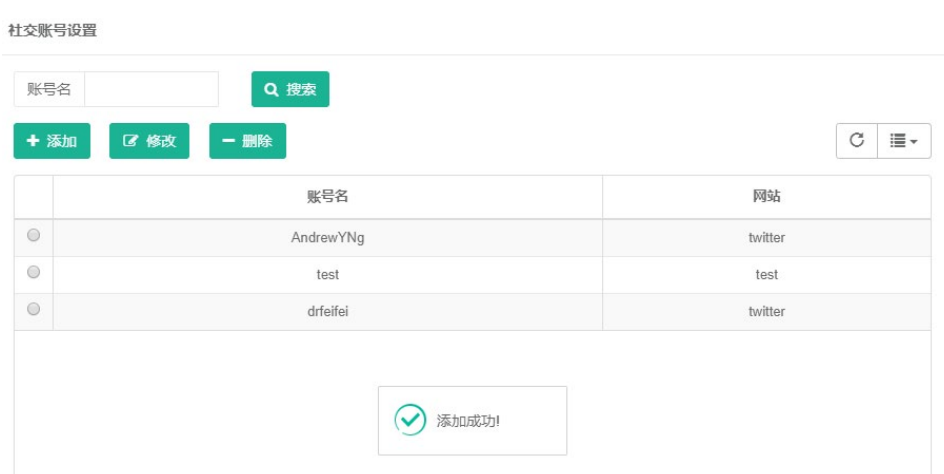 社交账号设置
账号名 搜索
添加 修改 删除
账号名 网站
AndrewYNg twitter
test test
drfeifei twitter
添加成功!